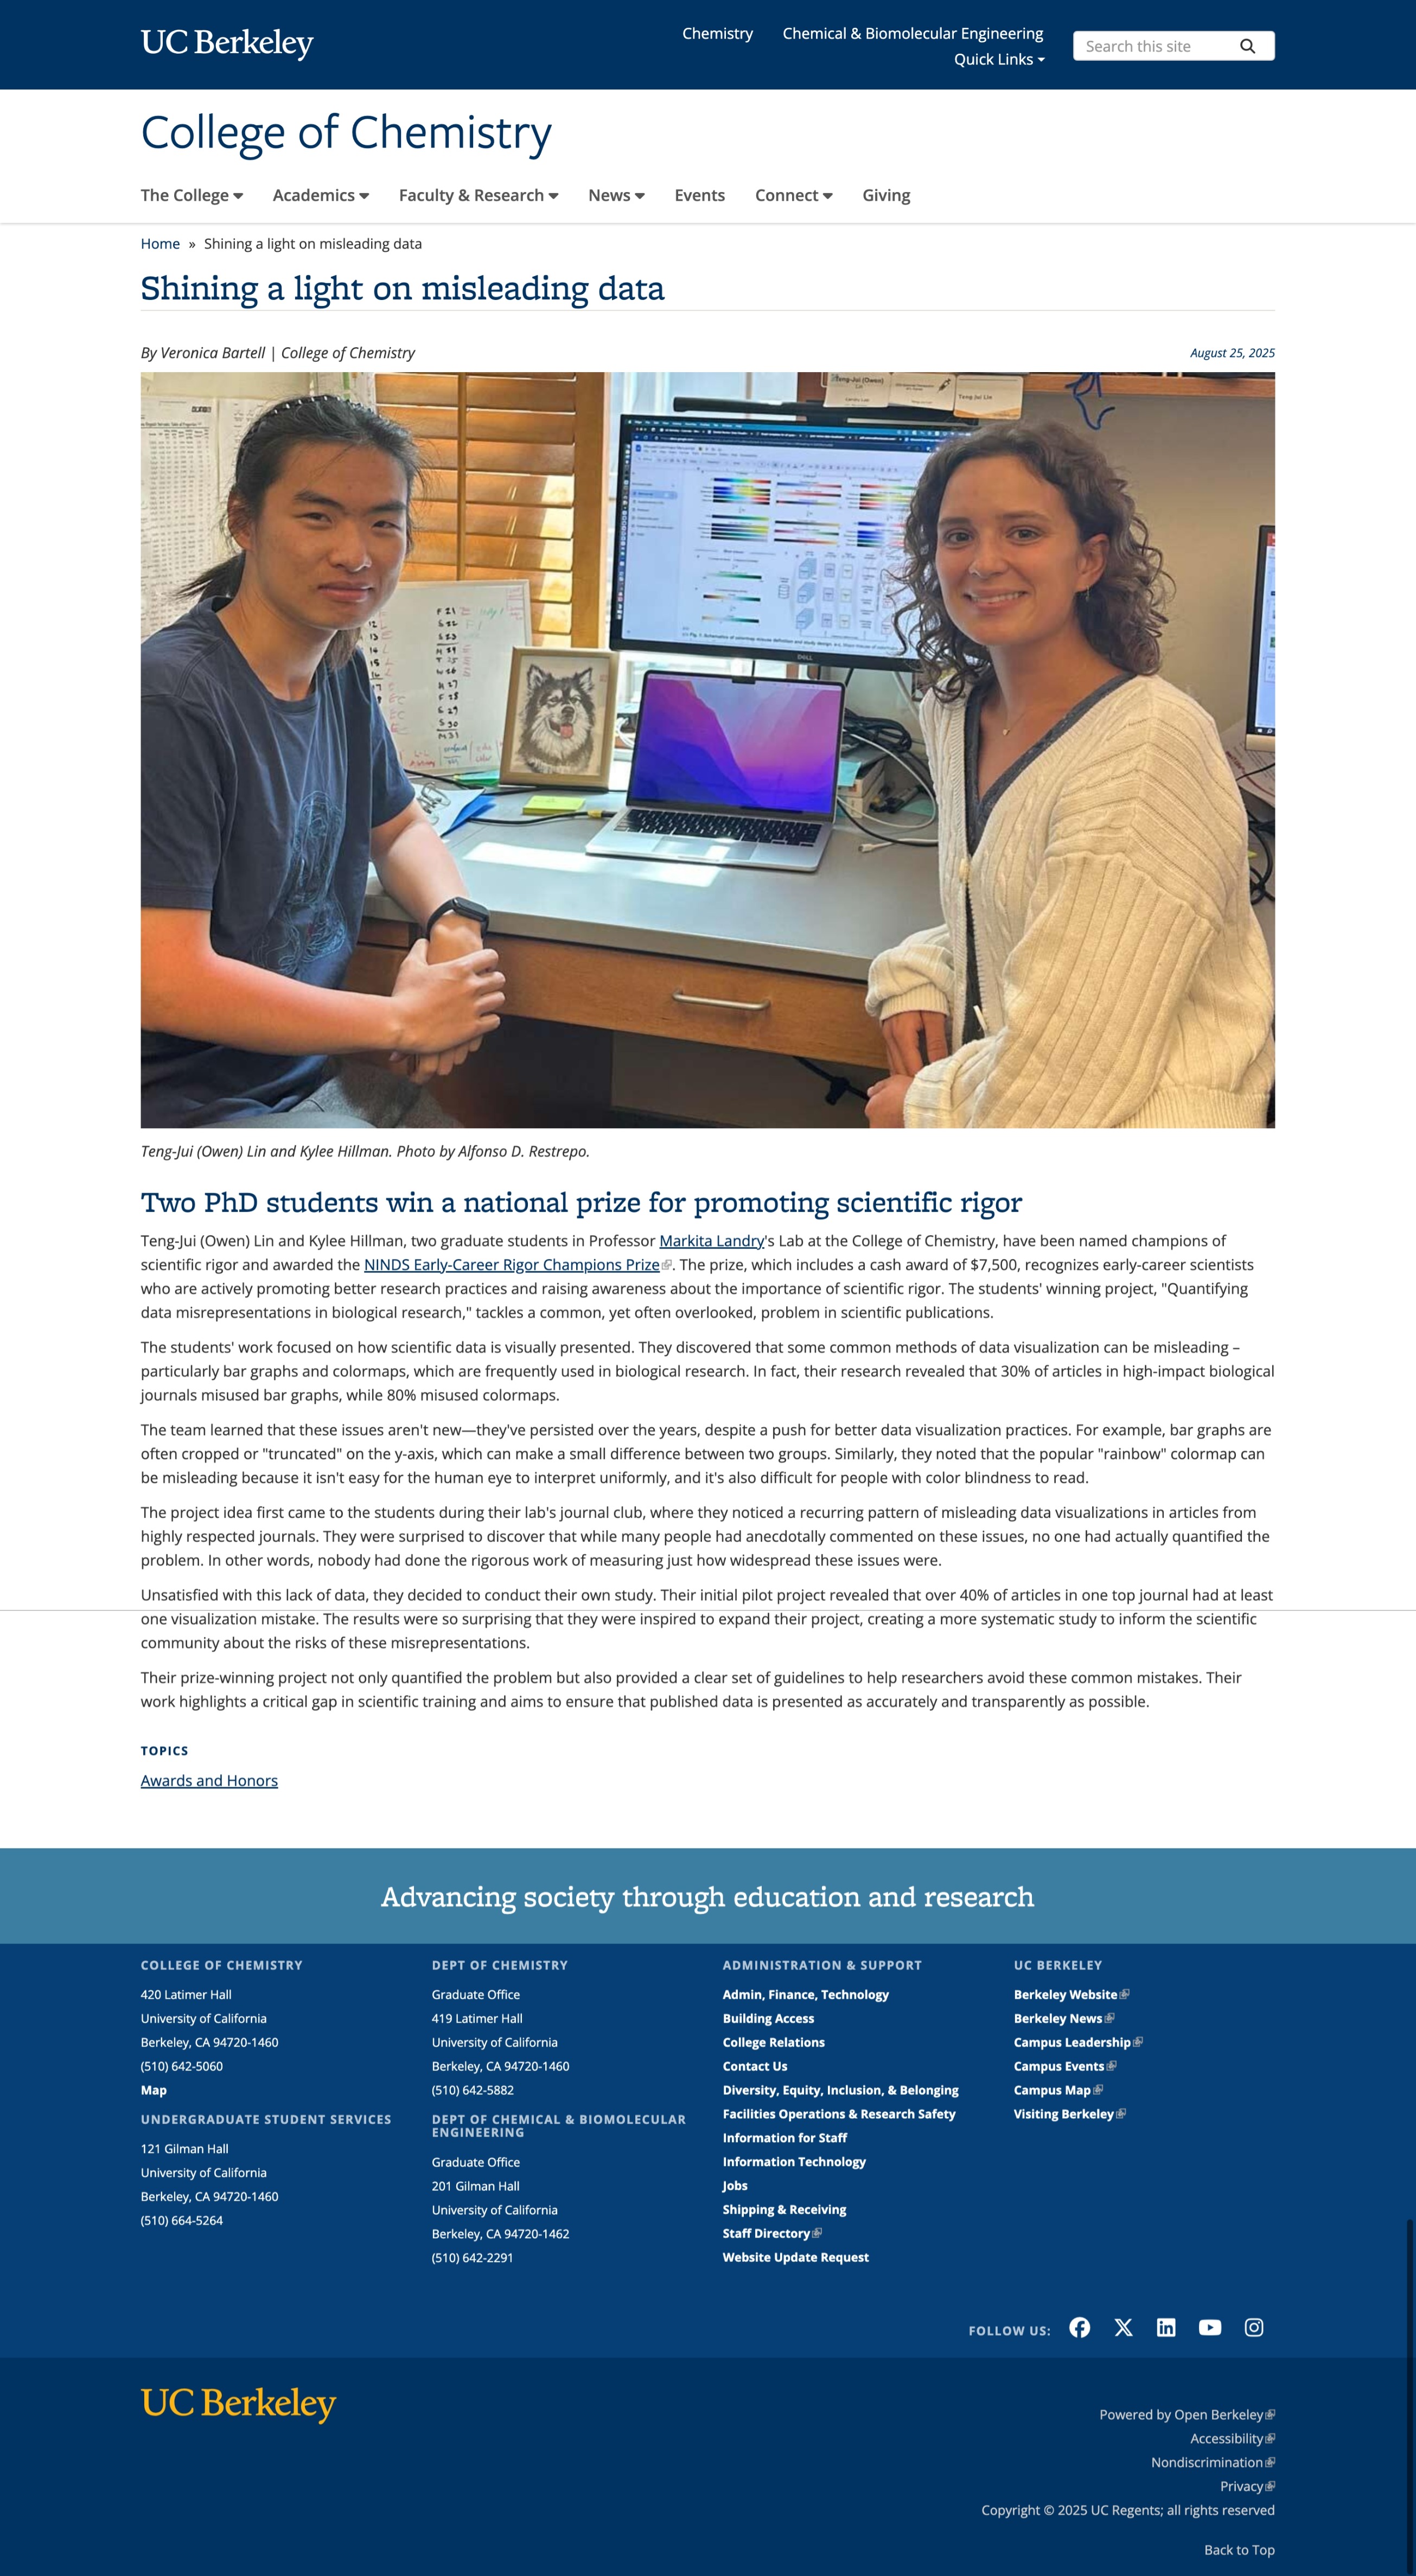 UC Berkeley
Chemistry
Chemical & Biomolecular Engineering
Quick Links
Search this site
College of Chemistry
The College
Academics
Faculty & Research
News
Events
Connect
Giving
Home » Shining a light on misleading data
Shining a light on misleading data
By Veronica Bartell | College of Chemistry
August 25, 2025
Teng-Jui (Owen)
Lin
Teng Jui Lin
F 21
S 22
S 23
M 24
T 25
W 26
H 27
F 28
S 29
S 30
M 31
DELL
Teng-Jui (Owen) Lin and Kylee Hillman. Photo by Alfonso D. Restrepo.
Two PhD students win a national prize for promoting scientific rigor
Teng-Jui (Owen) Lin and Kylee Hillman, two graduate students in Professor Markita Landry's Lab at the College of Chemistry, have been named champions of
scientific rigor and awarded the NINDS Early-Career Rigor Champions Prize. The prize, which includes a cash award of $7,500, recognizes early-career scientists
who are actively promoting better research practices and raising awareness about the importance of scientific rigor. The students' winning project, "Quantifying
data misrepresentations in biological research," tackles a common, yet often overlooked, problem in scientific publications.
The students' work focused on how scientific data is visually presented. They discovered that some common methods of data visualization can be misleading –
particularly bar graphs and colormaps, which are frequently used in biological research. In fact, their research revealed that 30% of articles in high-impact biological
journals misused bar graphs, while 80% misused colormaps.
The team learned that these issues aren't new—they've persisted over the years, despite a push for better data visualization practices. For example, bar graphs are
often cropped or "truncated" on the y-axis, which can make a small difference between two groups. Similarly, they noted that the popular "rainbow" colormap can
be misleading because it isn't easy for the human eye to interpret uniformly, and it's also difficult for people with color blindness to read.
The project idea first came to the students during their lab's journal club, where they noticed a recurring pattern of misleading data visualizations in articles from
highly respected journals. They were surprised to discover that while many people had anecdotally commented on these issues, no one had actually quantified the
problem. In other words, nobody had done the rigorous work of measuring just how widespread these issues were.
Unsatisfied with this lack of data, they decided to conduct their own study. Their initial pilot project revealed that over 40% of articles in one top journal had at least
one visualization mistake. The results were so surprising that they were inspired to expand their project, creating a more systematic study to inform the scientific
community about the risks of these misrepresentations.
Their prize-winning project not only quantified the problem but also provided a clear set of guidelines to help researchers avoid these common mistakes. Their
work highlights a critical gap in scientific training and aims to ensure that published data is presented as accurately and transparently as possible.
TOPICS
Awards and Honors
Advancing society through education and research
COLLEGE OF CHEMISTRY
420 Latimer Hall
University of California
Berkeley, CA 94720-1460
(510) 642-5060
Map
UNDERGRADUATE STUDENT SERVICES
121 Gilman Hall
University of California
Berkeley, CA 94720-1460
(510) 664-5264
DEPT OF CHEMISTRY
Graduate Office
419 Latimer Hall
University of California
Berkeley, CA 94720-1460
(510) 642-5882
DEPT OF CHEMICAL & BIOMOLECULAR
ENGINEERING
Graduate Office
201 Gilman Hall
University of California
Berkeley, CA 94720-1462
(510) 642-2291
ADMINISTRATION & SUPPORT
Admin, Finance, Technology
Building Access
College Relations
Contact Us
Diversity, Equity, Inclusion, & Belonging
Facilities Operations & Research Safety
Information for Staff
Information Technology
Jobs
Shipping & Receiving
Staff Directory
Website Update Request
UC BERKELEY
Berkeley Website
Berkeley News
Campus Leadership
Campus Events
Campus Map
Visiting Berkeley
FOLLOW US:
UC Berkeley
Powered by Open Berkeley
Accessibility
Nondiscrimination
Privacy
Copyright © 2025 UC Regents; all rights reserved
Back to Top